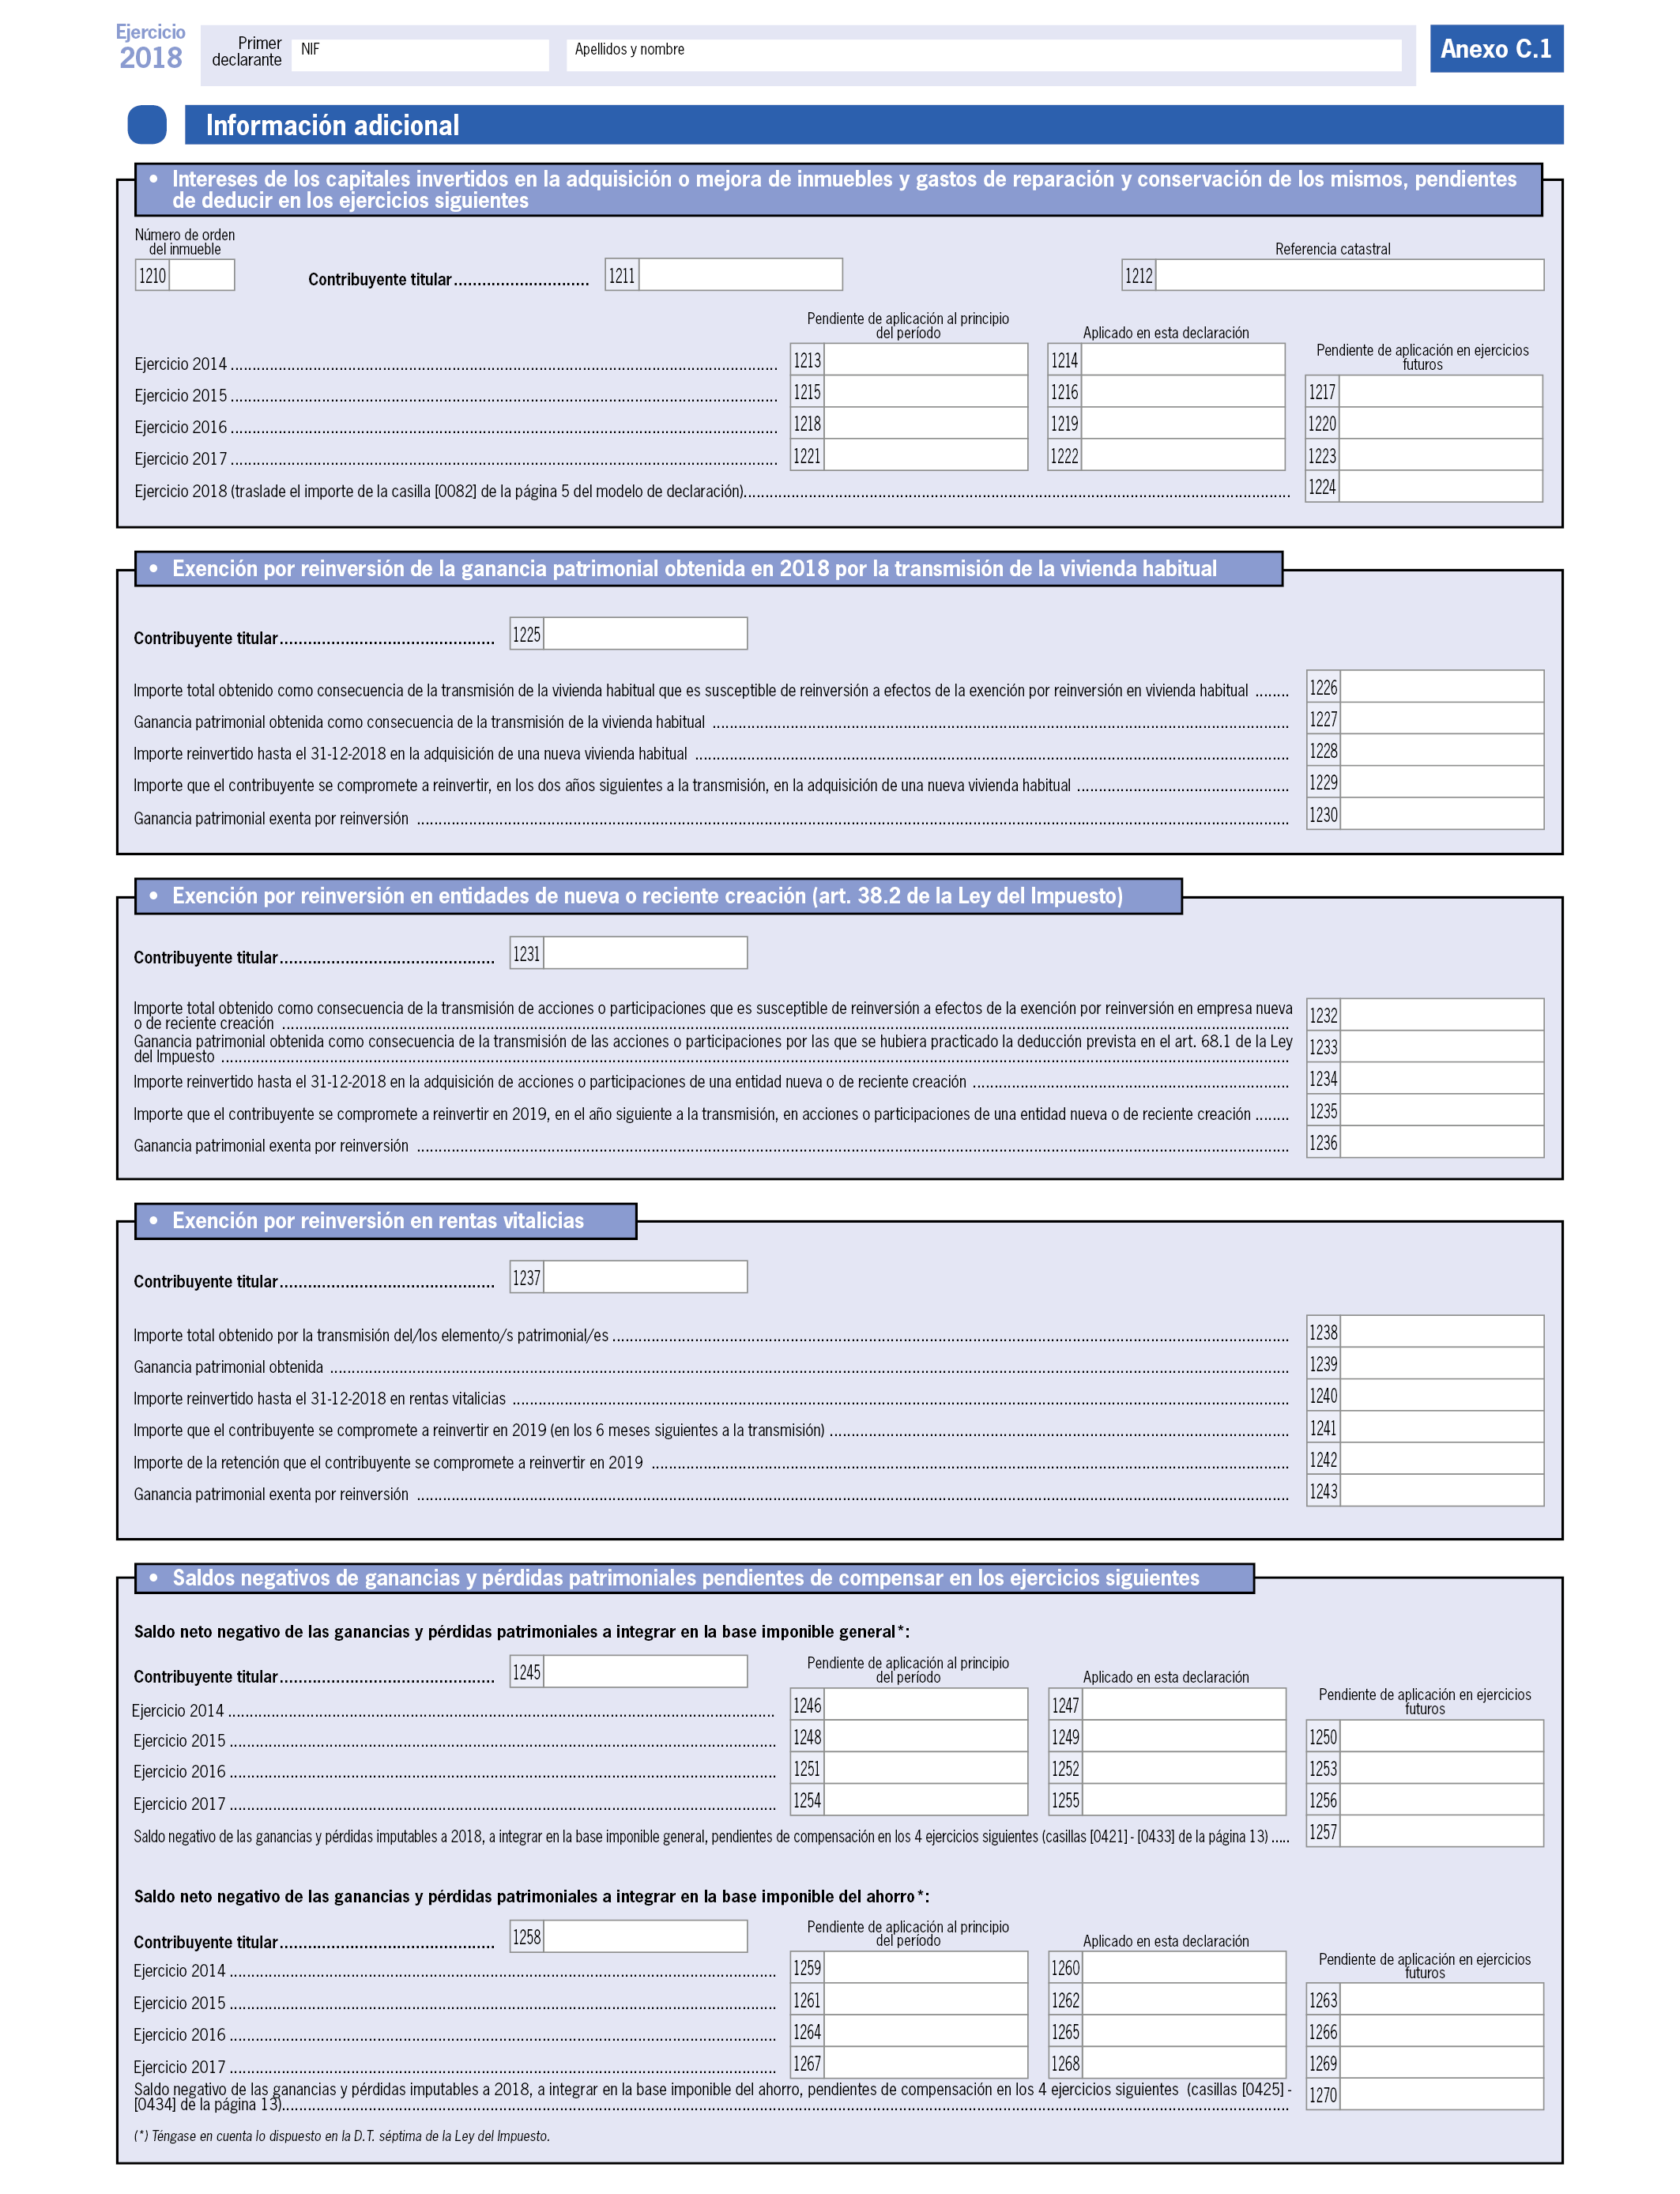 Ejercicio
2018
Primer
declarante
NIF
Apellidos y nombre
Anexo C.1
Información adicional
• Intereses de los capitales invertidos en la adquisición o mejora de inmuebles y gastos de reparación y conservación de los mismos, pendientes
de deducir en los ejercicios siguientes
Número de orden
del inmueble
Referencia catastral
1210
Contribuyente titular
1211
1212
Pendiente de aplicación al principio
del período
Aplicado en esta declaración
Pendiente de aplicación en ejercicios
futuros
Ejercicio 2014 1213 1214
Ejercicio 2015 1215 1216 1217
Ejercicio 2016 1218 1219 1220
Ejercicio 2017 1221 1222 1223
Ejercicio 2018 (traslade el importe de la casilla [0082] de la página 5 del modelo de declaración) 1224
• Exención por reinversión de la ganancia patrimonial obtenida en 2018 por la transmisión de la vivienda habitual
Contribuyente titular 1225
Importe total obtenido como consecuencia de la transmisión de la vivienda habitual que es susceptible de reinversión a efectos de la exención por reinversión en vivienda habitual 1226
Ganancia patrimonial obtenida como consecuencia de la transmisión de la vivienda habitual 1227
Importe reinvertido hasta el 31-12-2018 en la adquisición de una nueva vivienda habitual 1228
Importe que el contribuyente se compromete a reinvertir, en los dos años siguientes a la transmisión, en la adquisición de una nueva vivienda habitual 1229
Ganancia patrimonial exenta por reinversión 1230
• Exención por reinversión en entidades de nueva o reciente creación (art. 38.2 de la Ley del Impuesto)
Contribuyente titular 1231
Importe total obtenido como consecuencia de la transmisión de acciones o participaciones que es susceptible de reinversión a efectos de la exención por reinversión en empresa nueva
o de reciente creación 1232
Ganancia patrimonial obtenida como consecuencia de la transmisión de las acciones o participaciones por las que se hubiera practicado la deducción prevista en el art. 68.1 de la Ley
del Impuesto 1233
Importe reinvertido hasta el 31-12-2018 en la adquisición de acciones o participaciones de una entidad nueva o de reciente creación 1234
Importe que el contribuyente se compromete a reinvertir en 2019, en el año siguiente a la transmisión, en acciones o participaciones de una entidad nueva o de reciente creación 1235
Ganancia patrimonial exenta por reinversión 1236
• Exención por reinversión en rentas vitalicias
Contribuyente titular 1237
Importe total obtenido por la transmisión del/los elemento/s patrimonial/es 1238
Ganancia patrimonial obtenida 1239
Importe reinvertido hasta el 31-12-2018 en rentas vitalicias 1240
Importe que el contribuyente se compromete a reinvertir en 2019 (en los 6 meses siguientes a la transmisión) 1241
Importe de la retención que el contribuyente se compromete a reinvertir en 2019 1242
Ganancia patrimonial exenta por reinversión 1243
• Saldos negativos de ganancias y pérdidas patrimoniales pendientes de compensar en los ejercicios siguientes
Saldo neto negativo de las ganancias y pérdidas patrimoniales a integrar en la base imponible general*:
Contribuyente titular 1245
Pendiente de aplicación al principio
del período
Aplicado en esta declaración
Pendiente de aplicación en ejercicios
futuros
Ejercicio 2014 1246 1247
Ejercicio 2015 1248 1249 1250
Ejercicio 2016 1251 1252 1253
Ejercicio 2017 1254 1255 1256
Saldo negativo de las ganancias y pérdidas imputables a 2018, a integrar en la base imponible general, pendientes de compensación en los 4 ejercicios siguientes (casillas [0421] - [0433] de la página 13) 1257
Saldo neto negativo de las ganancias y pérdidas patrimoniales a integrar en la base imponible del ahorro*:
Contribuyente titular 1258
Pendiente de aplicación al principio
del período
Aplicado en esta declaración
Pendiente de aplicación en ejercicios
futuros
Ejercicio 2014 1259 1260
Ejercicio 2015 1261 1262 1263
Ejercicio 2016 1264 1265 1266
Ejercicio 2017 1267 1268 1269
Saldo negativo de las ganancias y pérdidas imputables a 2018, a integrar en la base imponible del ahorro, pendientes de compensación en los 4 ejercicios siguientes (casillas [0425] -
[0434] de la página 13) 1270
(*) Téngase en cuenta lo dispuesto en la D.T. séptima de la Ley del Impuesto.